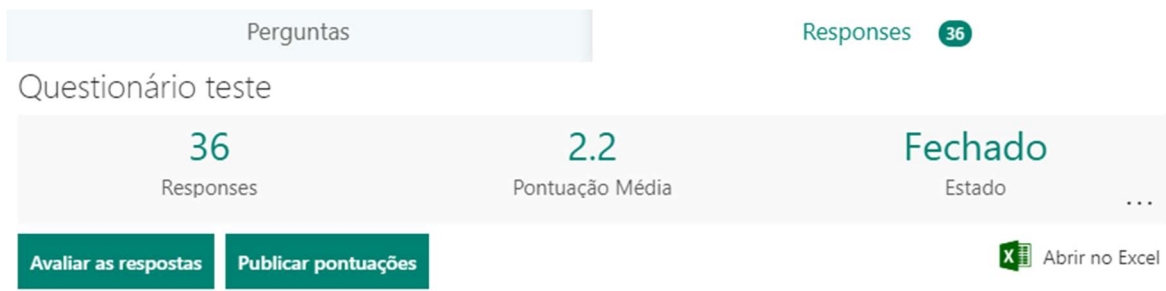 Perguntas
Responses 36
Questionário teste
36 2.2 Fechado
Responses Pontuação Média Estado
...
Avaliar as respostas Publicar pontuações Abrir no Excel